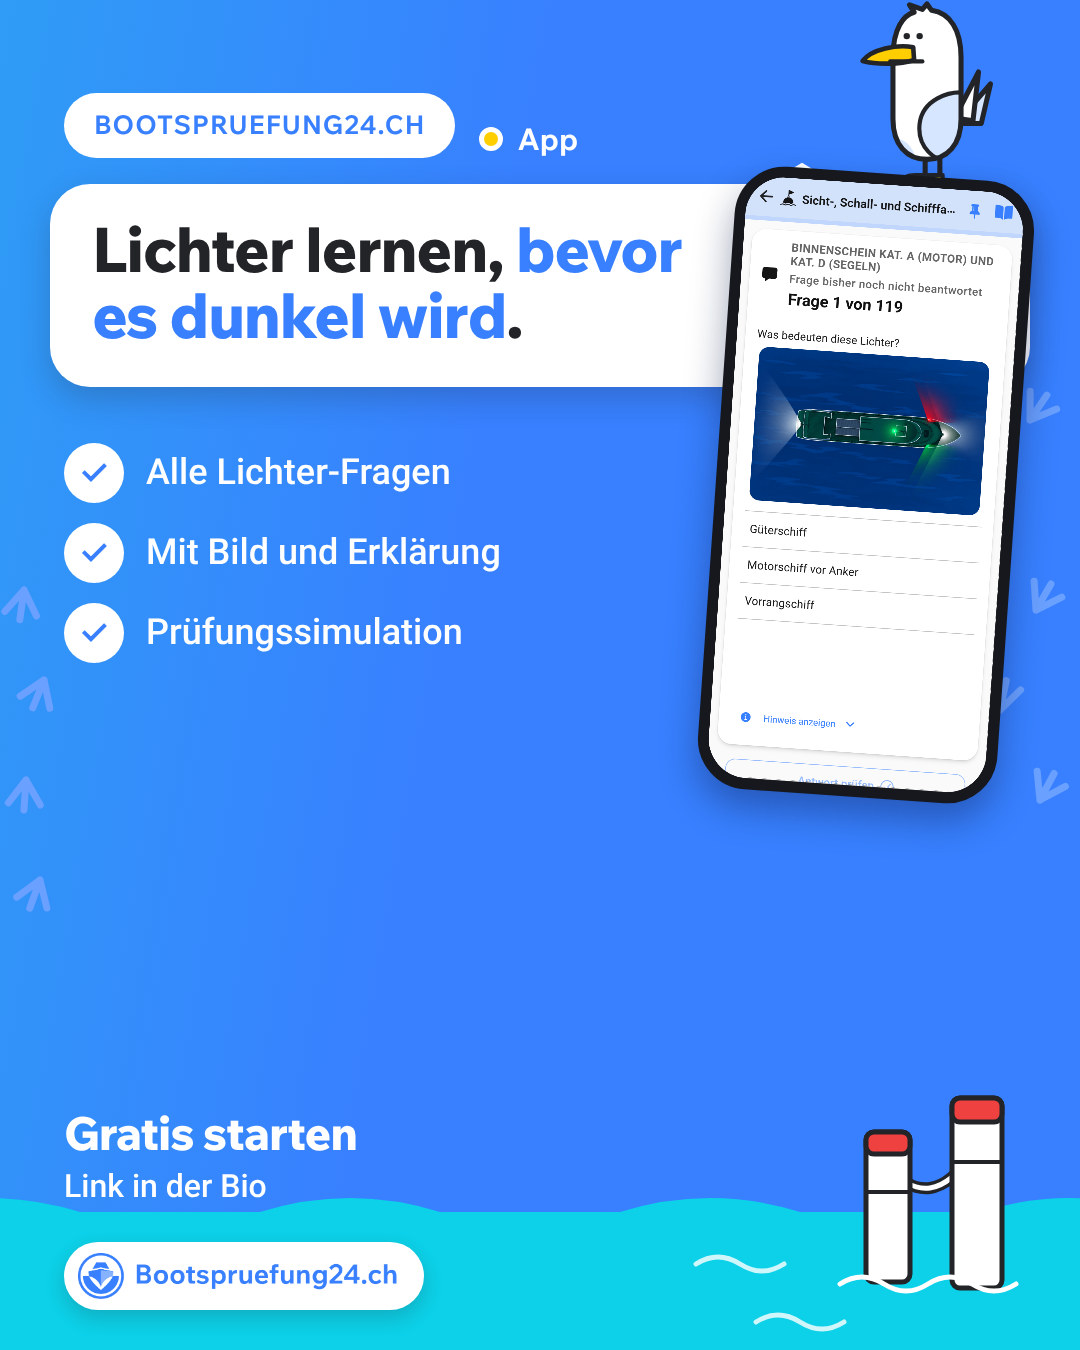 BOOTSPRUEFUNG24.CH
App
Lichter lernen, bevor
es dunkel wird.
Alle Lichter-Fragen
Mit Bild und Erklärung
Prüfungssimulation
Sicht-, Schall- und Schifffa...
BINNENSCHEIN KAT. A (MOTOR) UND
KAT. D (SEGELN)
Frage bisher noch nicht beantwortet
Frage 1 von 119
Was bedeuten diese Lichter?
Güterschiff
Motorschiff vor Anker
Vorrangschiff
Hinweis anzeigen
Antwort prüfen
Gratis starten
Link in der Bio
Bootspruefung24.ch